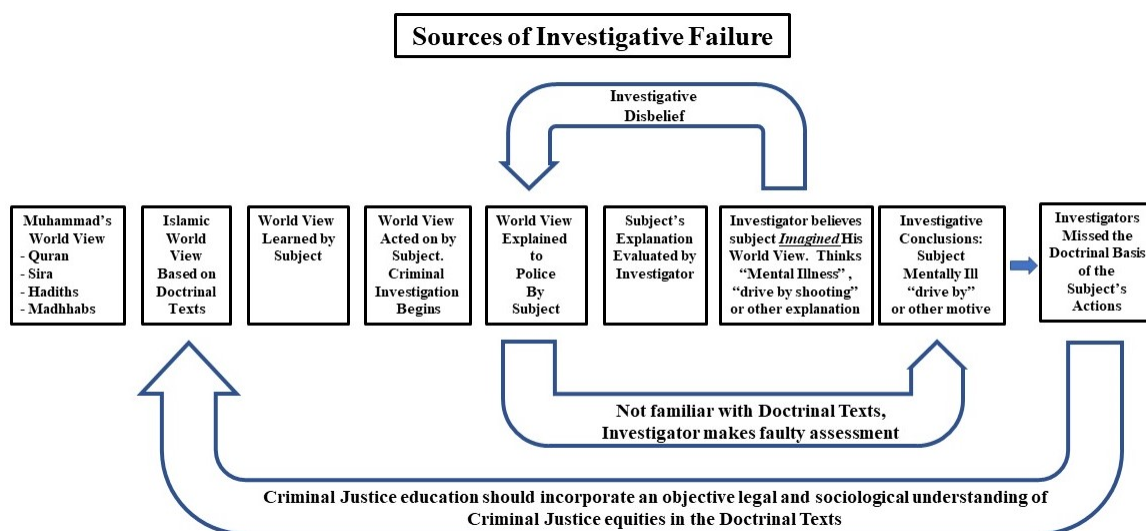 Sources of Investigative Failure
Investigative
Disbelief
Muhammad's
World View
- Quran
- Sira
- Hadiths
- Madhhabs
Islamic
World
View
Based on
Doctrinal
Texts
World View
Learned by
Subject
World View
Acted on by
Subject.
Criminal
Investigation
Begins
World View
Explained
to
Police
By
Subject
Subject's
Explanation
Evaluated by
Investigator
Investigator believes
subject Imagined His
World View. Thinks
"Mental Illness" ,
"drive by shooting"
or other explanation
Investigative
Conclusions:
Subject
Mentally Ill
"drive by"
or other motive
Investigators
Missed the
Doctrinal Basis
of the
Subject's
Actions
Not familiar with Doctrinal Texts,
Investigator makes faulty assessment
Criminal Justice education should incorporate an objective legal and sociological understanding of
Criminal Justice equities in the Doctrinal Texts